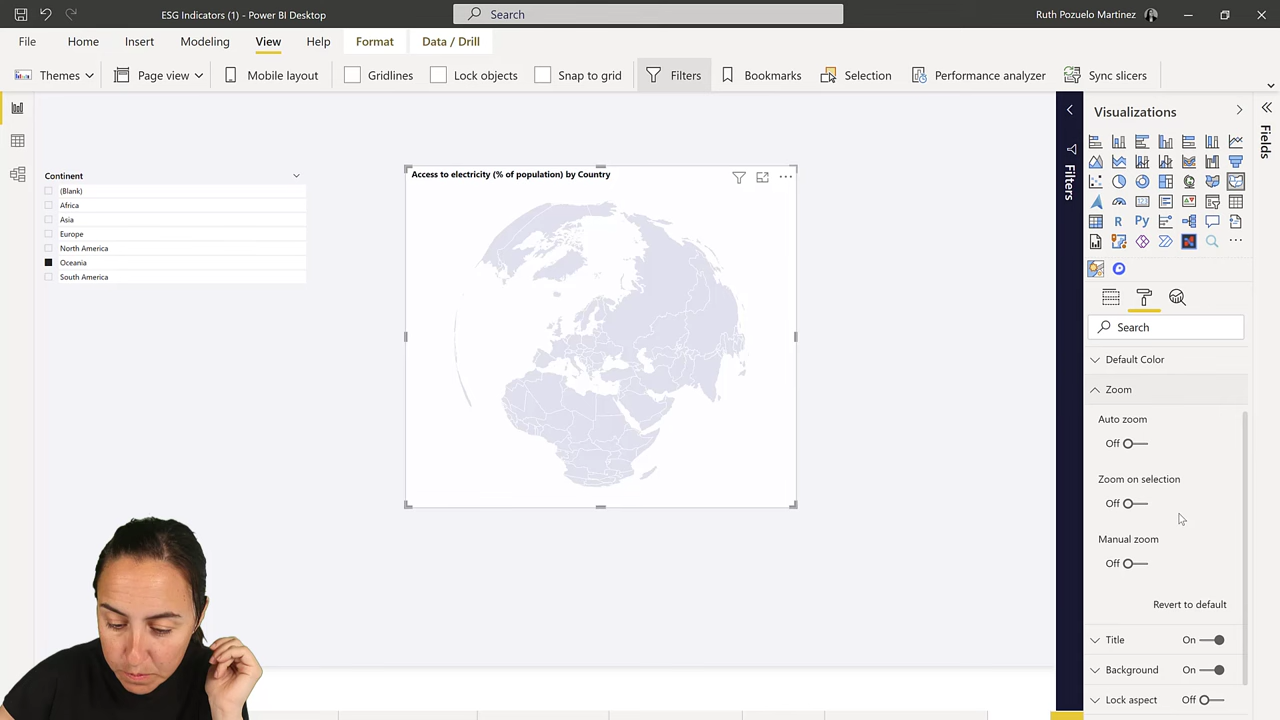 ESG Indicators (1) - Power BI Desktop
Search
Ruth Pozuelo Martinez
File Home Insert Modeling View Help Format Data / Drill
Themes Page view Mobile layout Gridlines Lock objects Snap to grid Filters Bookmarks Selection Performance analyzer Sync slicers
Continent
(Blank)
Africa
Asia
Europe
North America
Oceania
South America
Access to electricity (% of population) by Country
Filters
Visualizations
R Py
123
Search
Default Color
Zoom
Auto zoom
Off
Zoom on selection
Off
Manual zoom
Off
Revert to default
Title On
Background On
Lock aspect Off
Fields